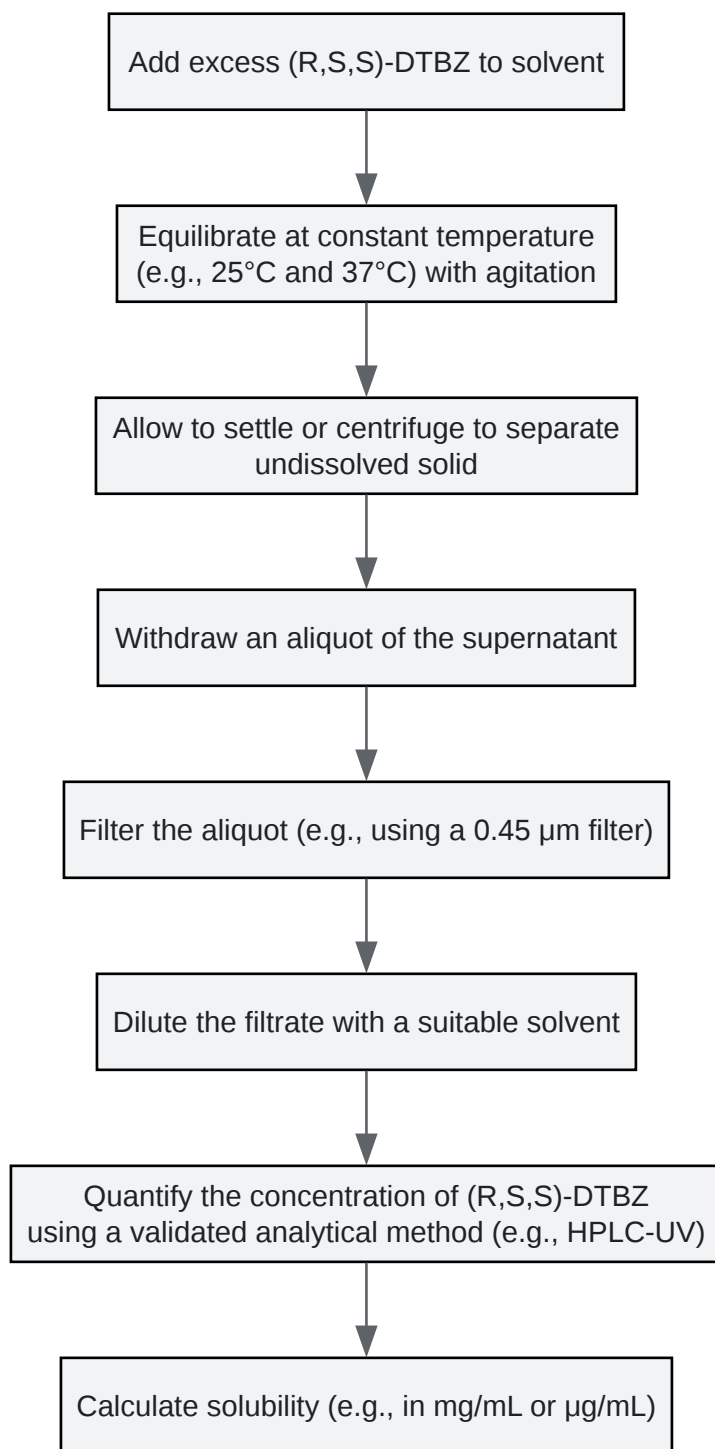 Add excess (R,S,S)-DTBZ to solvent
Equilibrate at constant temperature
(e.g., 25°C and 37°C) with agitation
Allow to settle or centrifuge to separate
undissolved solid
Withdraw an aliquot of the supernatant
Filter the aliquot (e.g., using a 0.45 µm filter)
Dilute the filtrate with a suitable solvent
Quantify the concentration of (R,S,S)-DTBZ
using a validated analytical method (e.g., HPLC-UV)
Calculate solubility (e.g., in mg/mL or µg/mL)